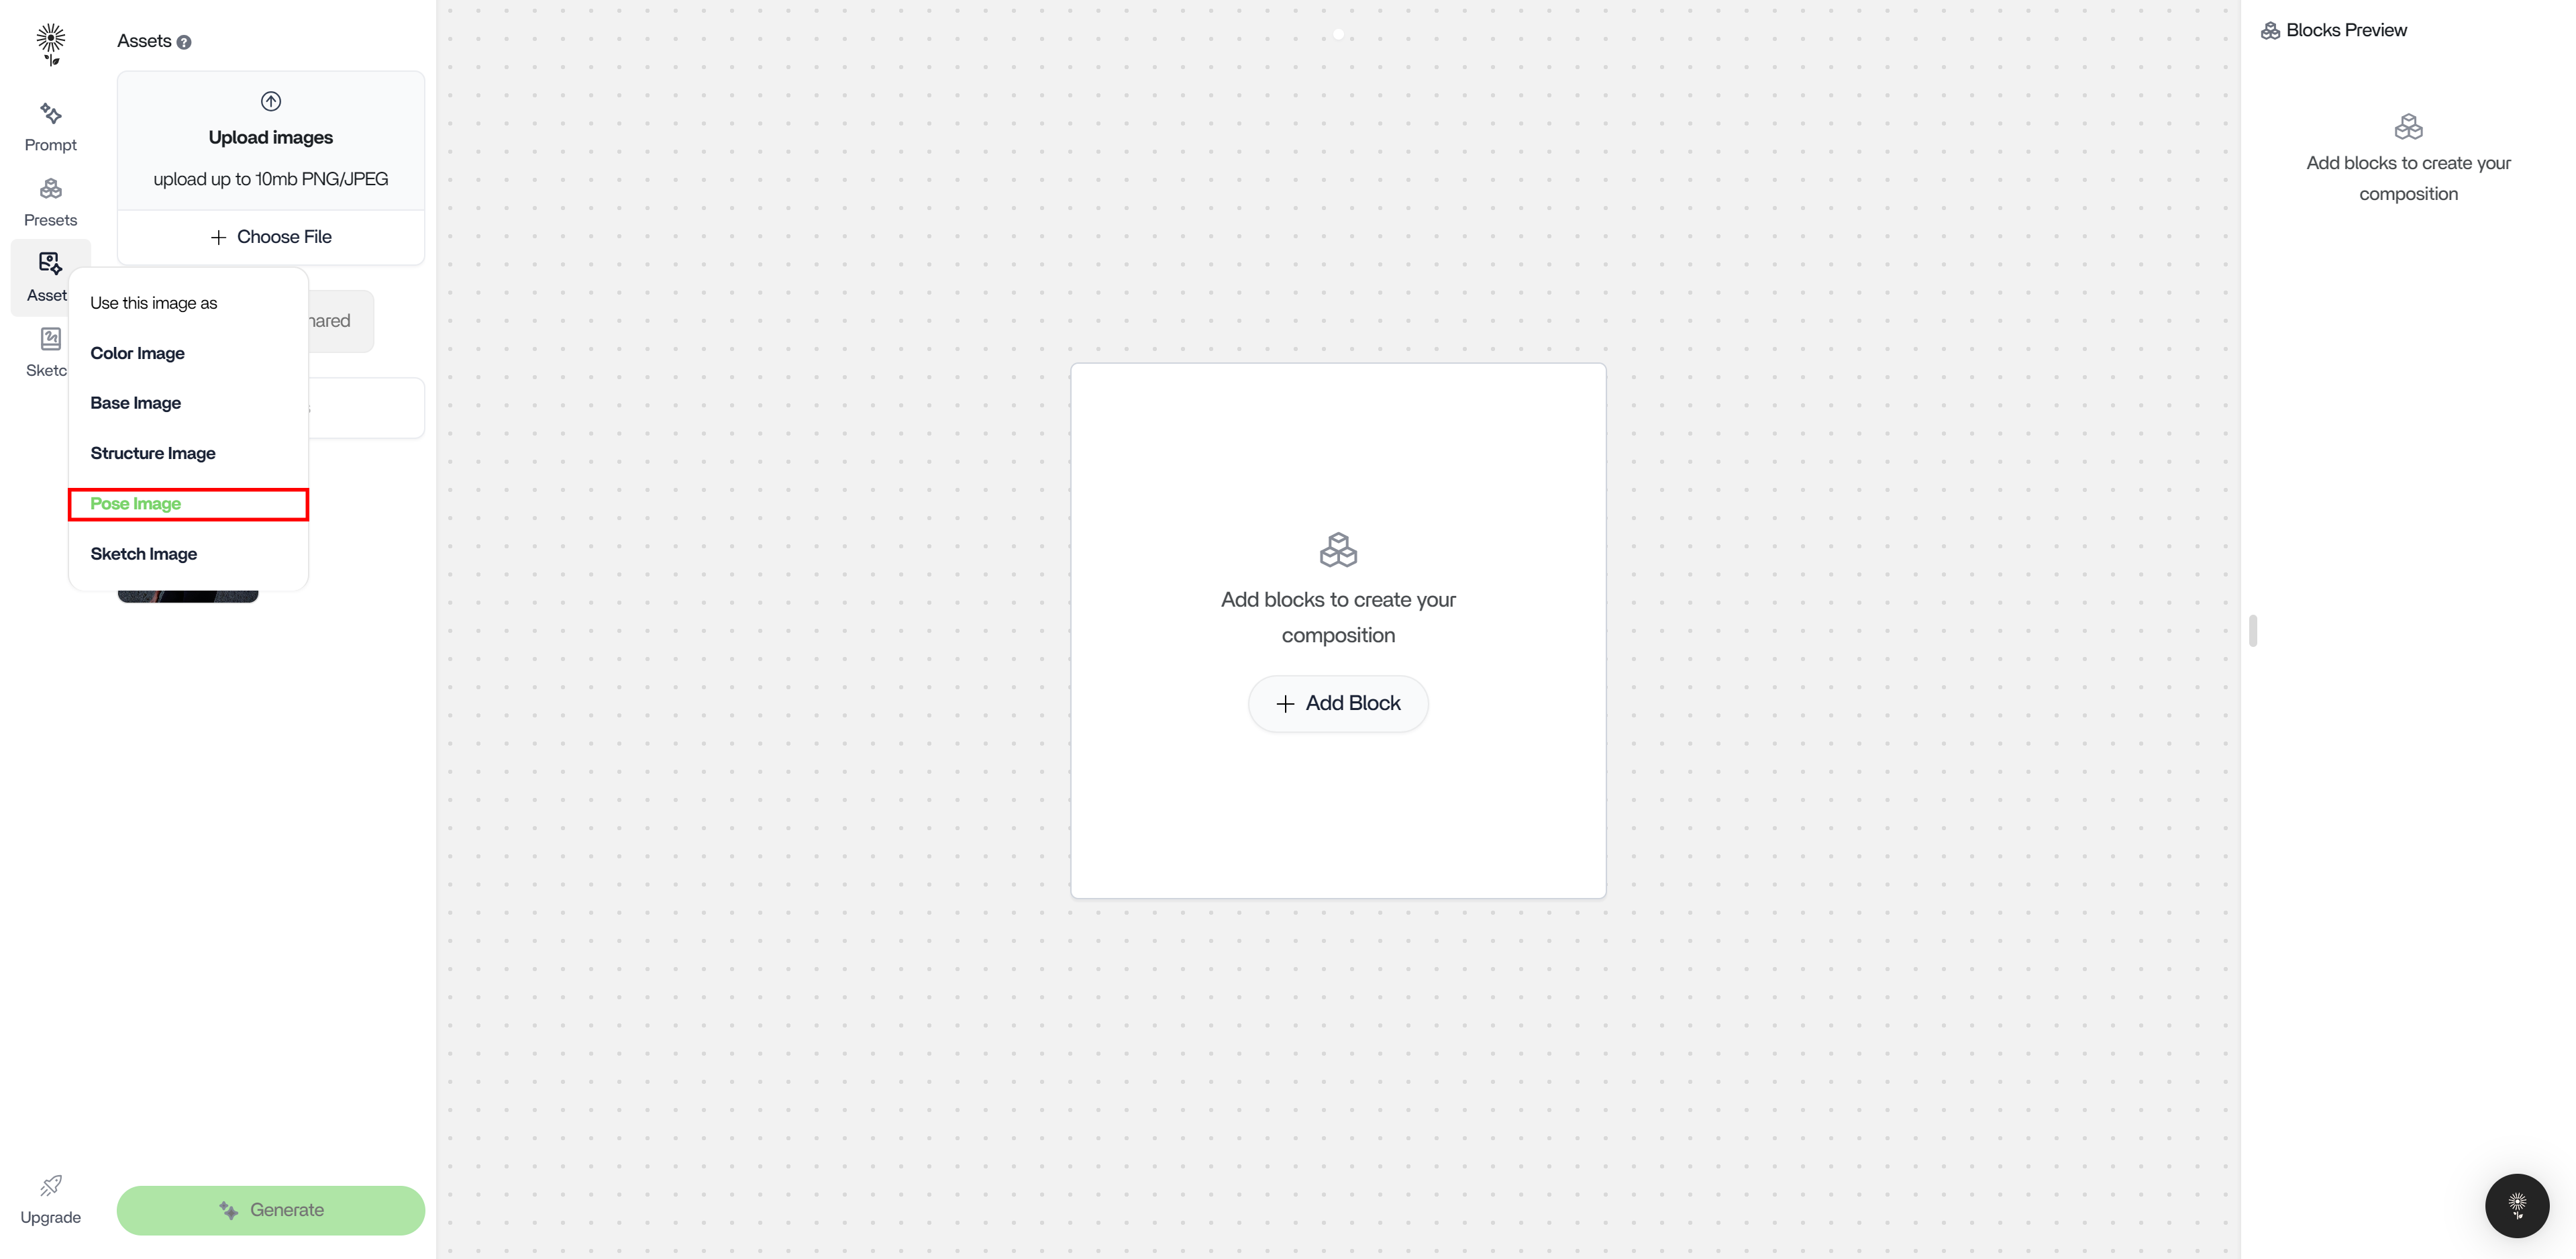 Assets
Prompt
Presets
Asset
Sketc
Upload images
upload up to 10mb PNG/JPEG
Choose File
hared
Use this image as
Color Image
Base Image
Structure Image
Pose Image
Sketch Image
Upgrade
Generate
Add blocks to create your
composition
Add Block
Blocks Preview
Add blocks to create your
composition